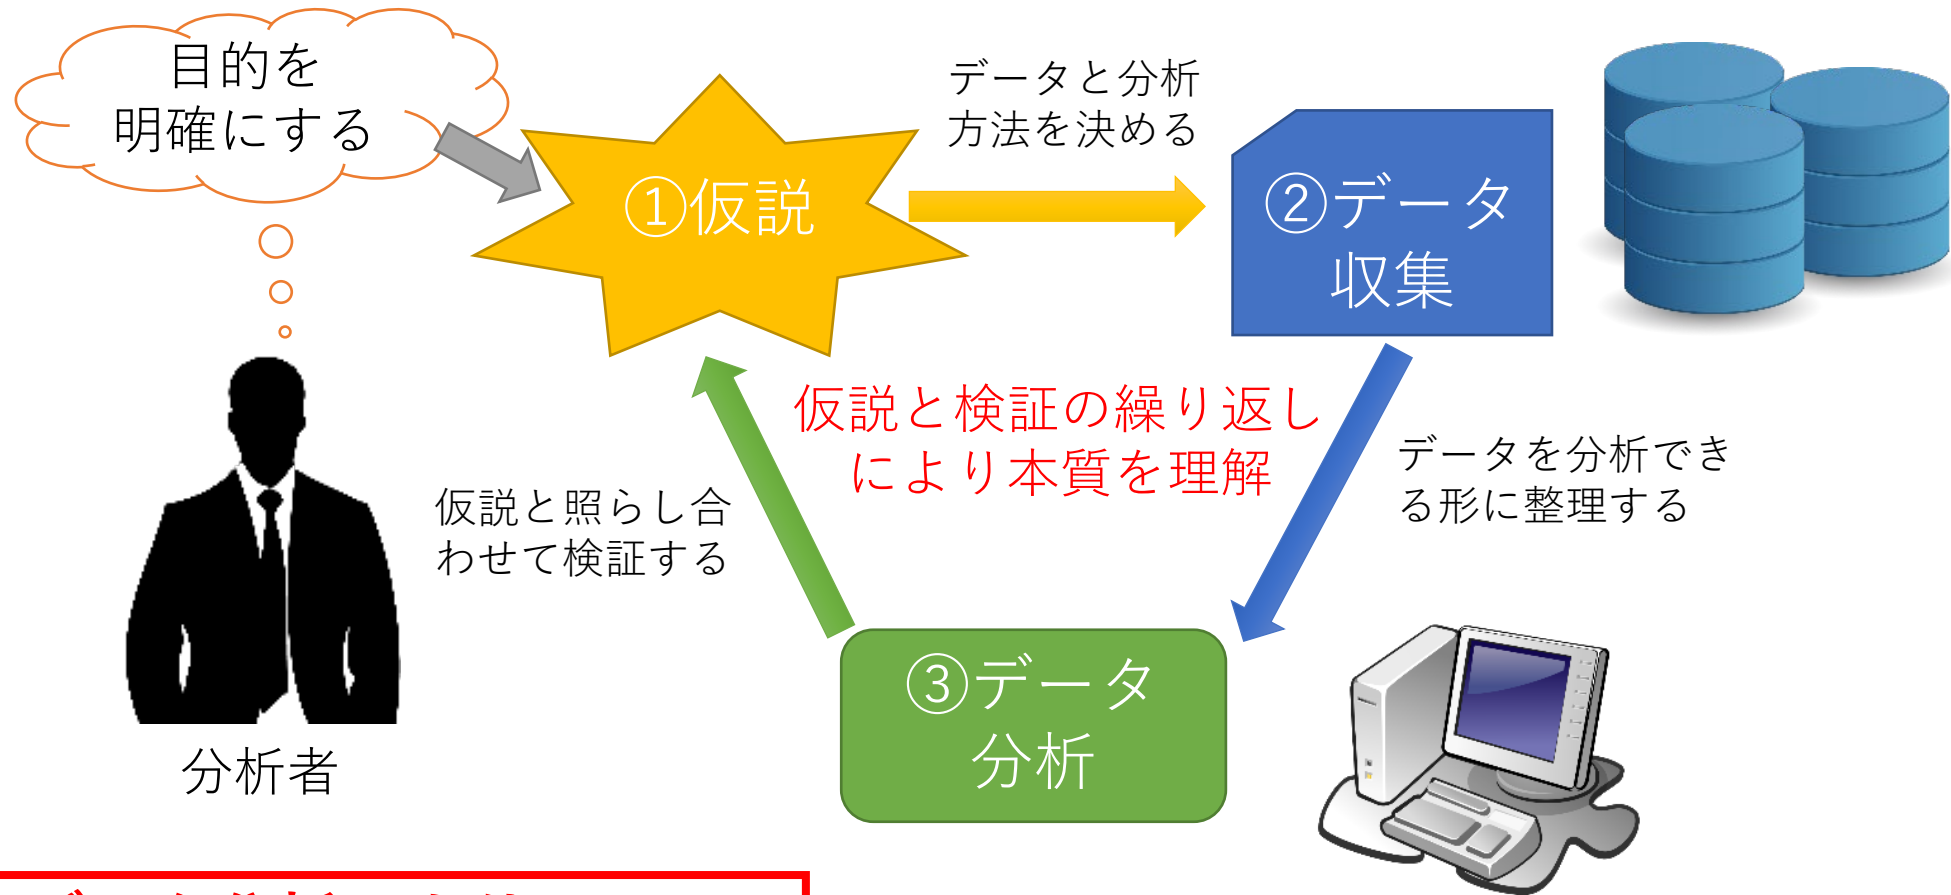 目的を
明確にする
①仮説
データと分析
方法を決める
②データ
収集
仮説と検証の繰り返し
により本質を理解
データを分析でき
る形に整理する
仮説と照らし合
わせて検証する
③データ
分析
分析者